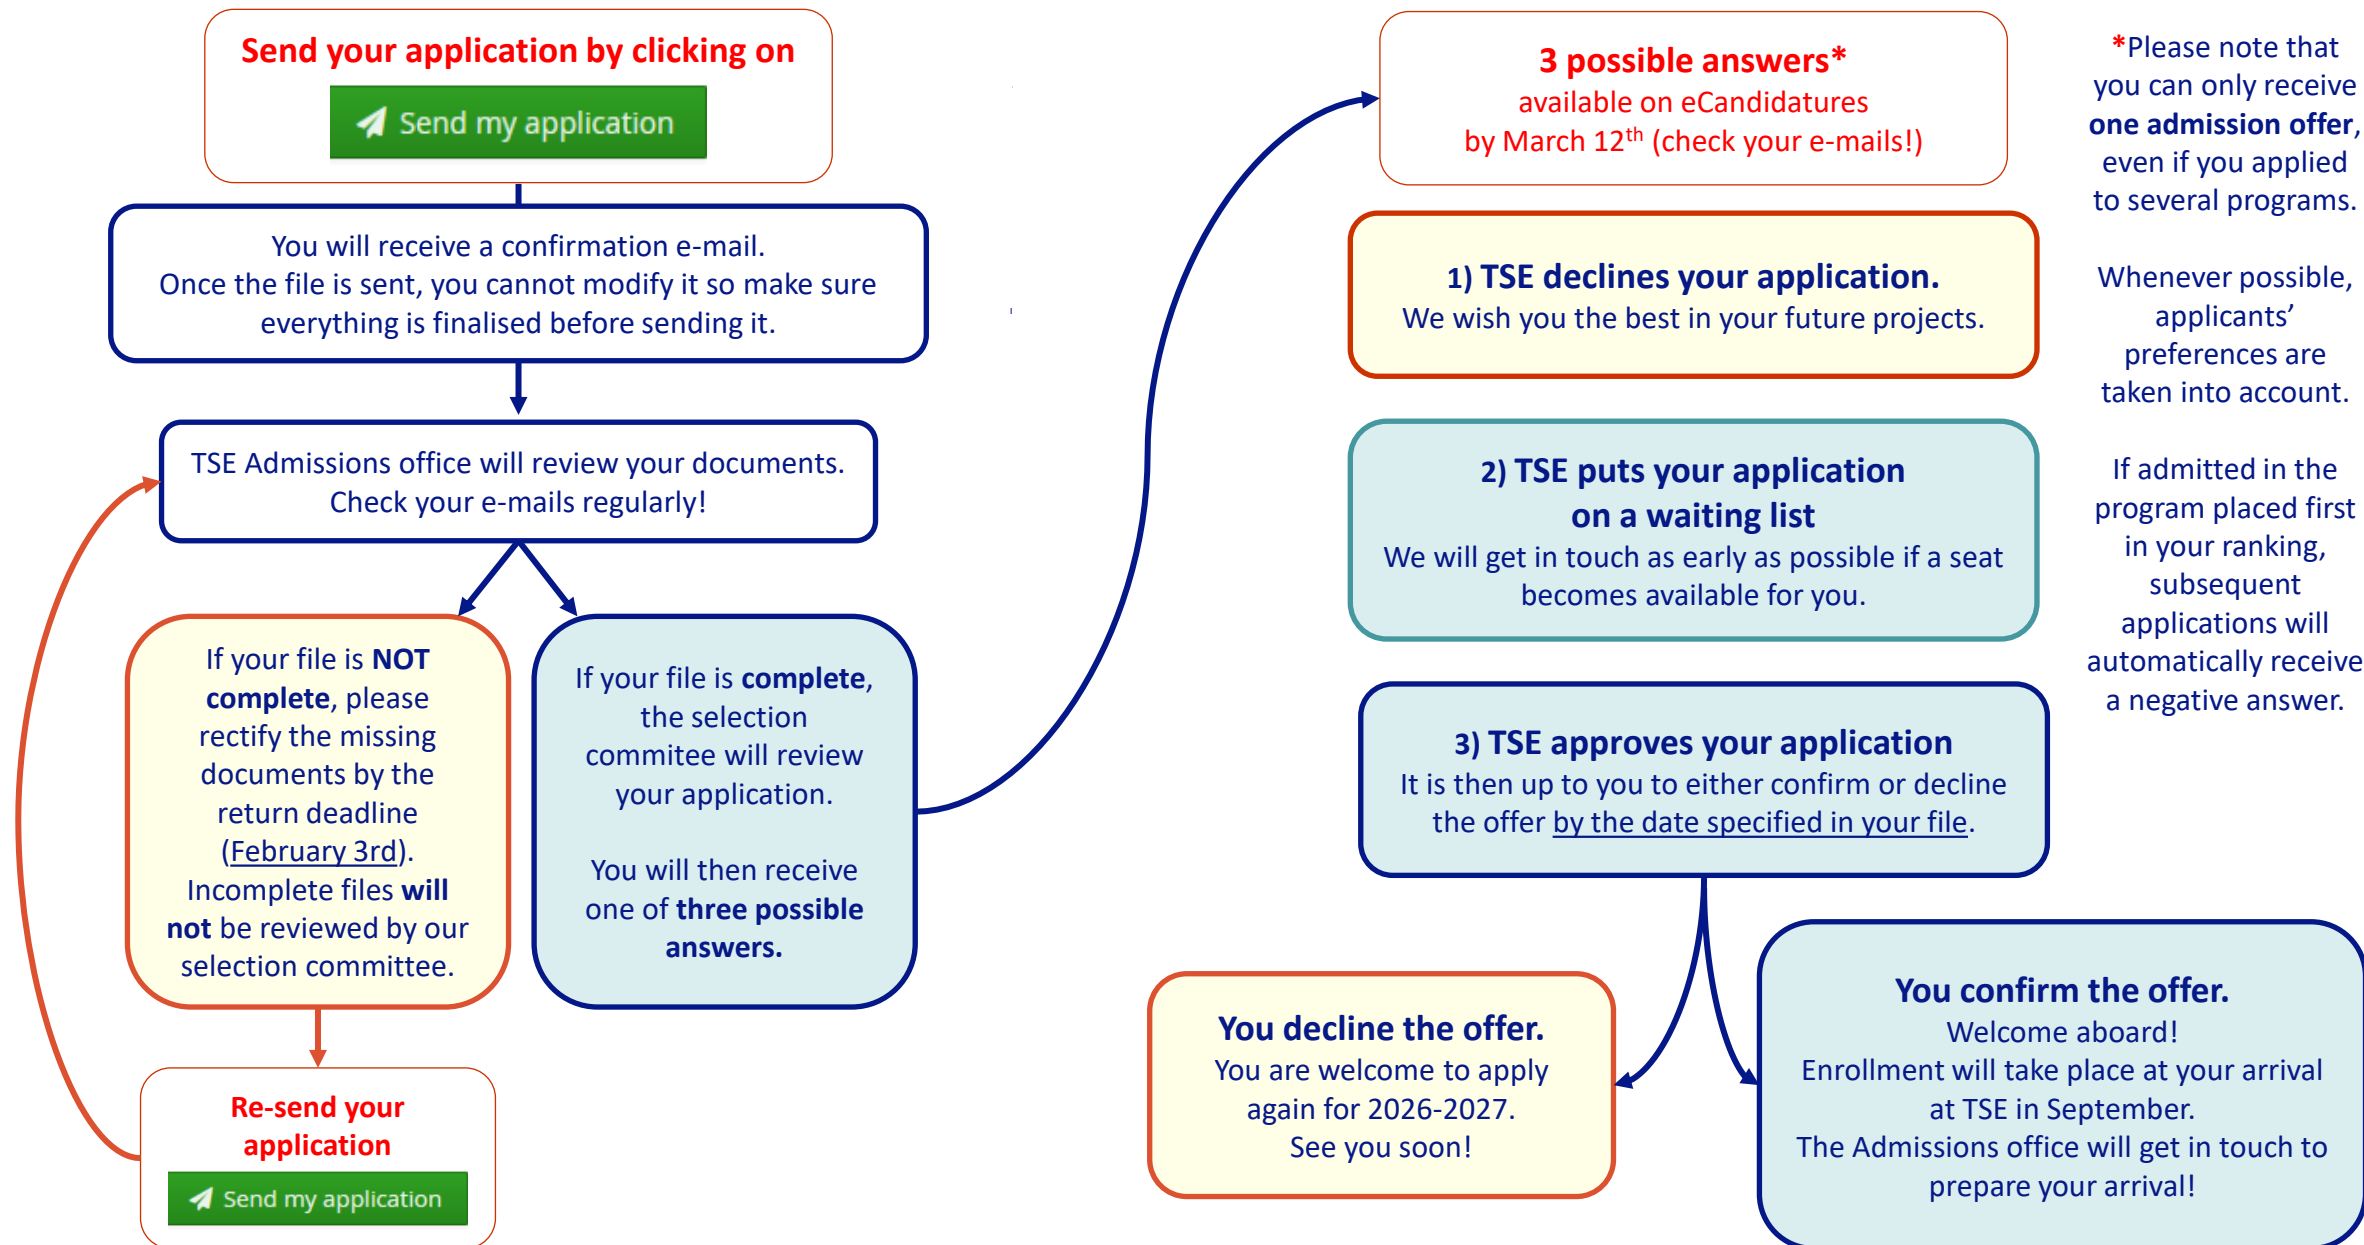 Send your application by clicking on
Send my application
You will receive a confirmation e-mail.
Once the file is sent, you cannot modify it so make sure
everything is finalised before sending it.
TSE Admissions office will review your documents.
Check your e-mails regularly!
If your file is NOT
complete, please
rectify the missing
documents by the
return deadline
(February 3rd).
Incomplete files will
not be reviewed by our
selection committee.
Re-send your
application
Send my application
If your file is complete,
the selection
commitee will review
your application.
You will then receive
one of three possible
answers.
3 possible answers*
available on eCandidatures
by March 12th (check your e-mails!)
1) TSE declines your application.
We wish you the best in your future projects.
2) TSE puts your application
on a waiting list
We will get in touch as early as possible if a seat
becomes available for you.
3) TSE approves your application
It is then up to you to either confirm or decline
the offer by the date specified in your file.
You decline the offer.
You are welcome to apply
again for 2026-2027.
See you soon!
You confirm the offer.
Welcome aboard!
Enrollment will take place at your arrival
at TSE in September.
The Admissions office will get in touch to
prepare your arrival!
*Please note that
you can only receive
one admission offer,
even if you applied
to several programs.
Whenever possible,
applicants’
preferences are
taken into account.
If admitted in the
program placed first
in your ranking,
subsequent
applications will
automatically receive
a negative answer.